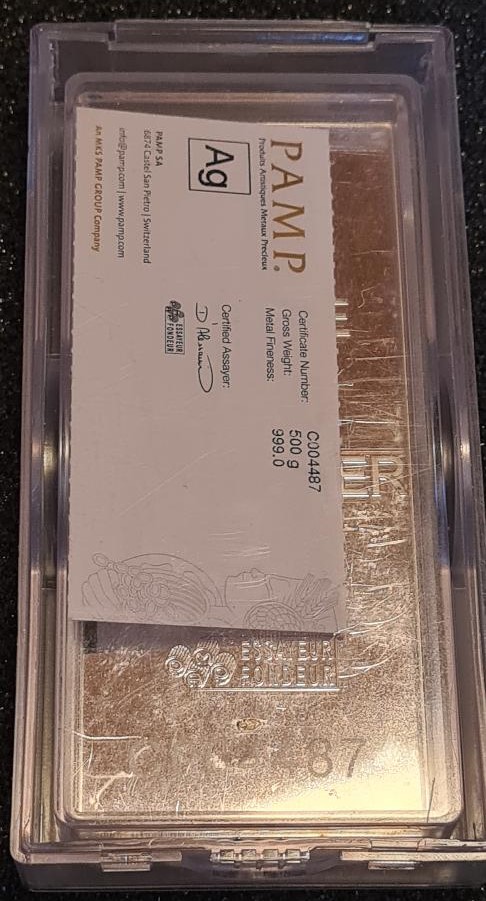 PAMP®
Produits Artistiques Métaux Précieux
Ag
PAMP SA
6874 Castel San Pietro | Switzerland
info@pamp.com | www.pamp.com
An MKS PAMP GROUP Company
Certificate Number: C004487
Gross Weight: 500 g
Metal Fineness: 999.0
Certified Assayer:
ESSAYEUR
FONDEUR
ESSAYEUR
FONDEUR
87